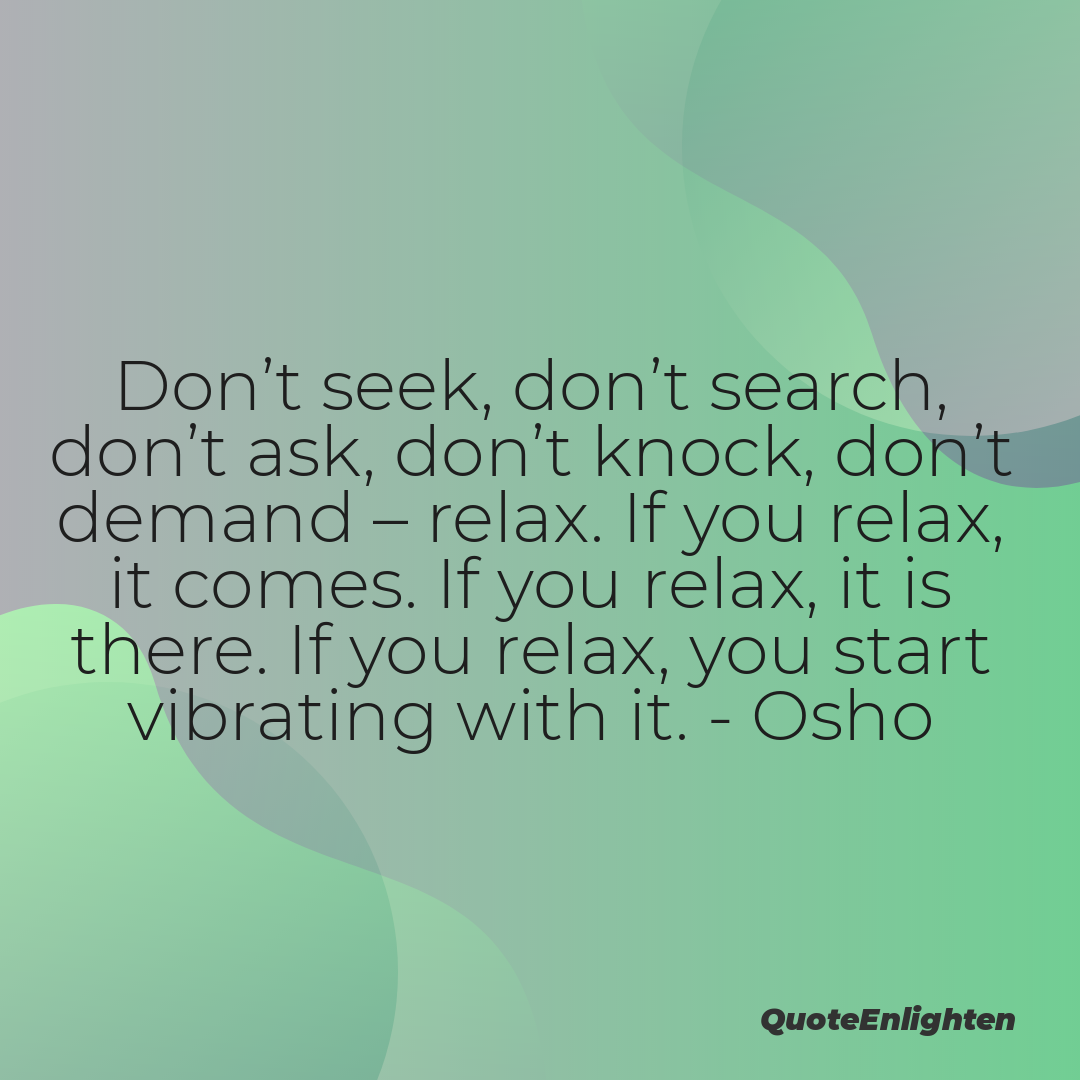 Don’t seek, don’t search,
don’t ask, don’t knock, don’t
demand – relax. If you relax,
it comes. If you relax, it is
there. If you relax, you start
vibrating with it. - Osho
QuoteEnlighten